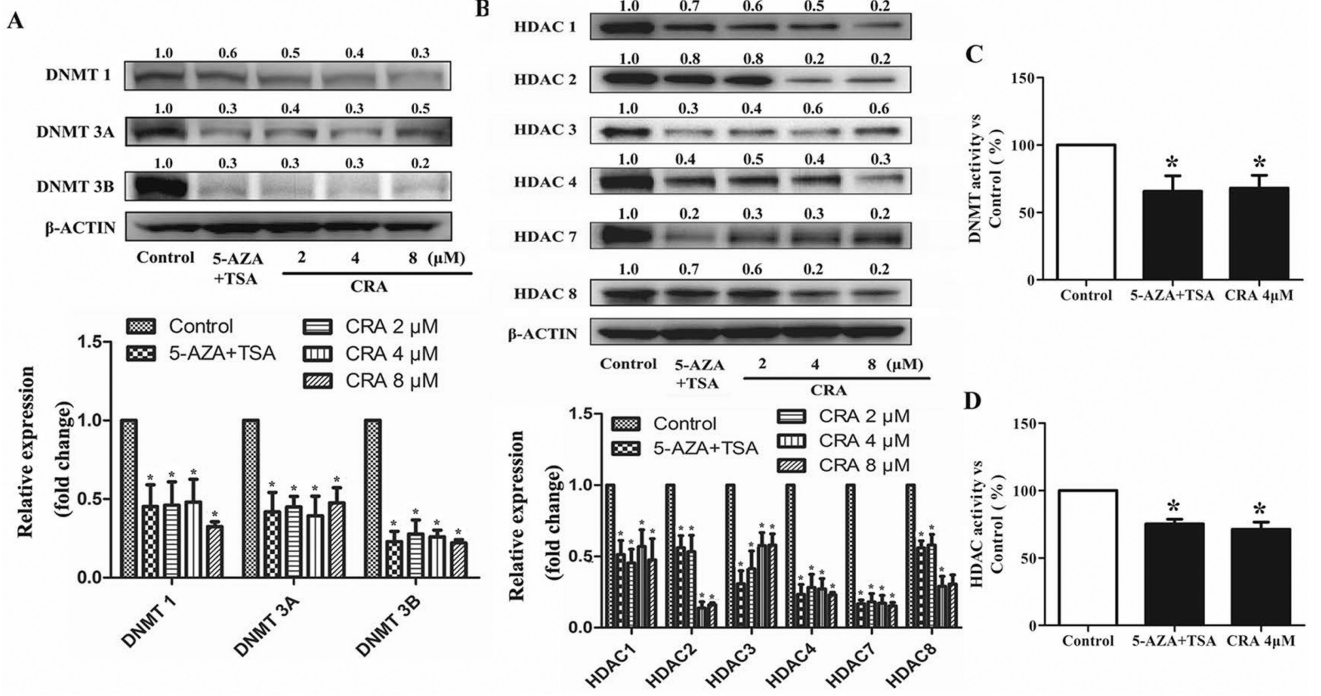 A
1.0 0.6 0.5 0.4 0.3
DNMT 1
1.0 0.3 0.4 0.3 0.5
DNMT 3A
1.0 0.3 0.3 0.3 0.2
DNMT 3B
β-ACTIN
Control 5-AZA 2 4 8 (μM)
+TSA
CRA
Control
5-AZA+TSA
CRA 2 μM
CRA 4 μM
CRA 8 μM
Relative expression
(fold change)
1.5
1.0
0.5
0.0
* * * *
* * * *
* * * *
DNMT 1 DNMT 3A DNMT 3B
B
1.0 0.7 0.6 0.5 0.2
HDAC 1
1.0 0.8 0.8 0.2 0.2
HDAC 2
1.0 0.3 0.4 0.6 0.6
HDAC 3
1.0 0.4 0.5 0.4 0.3
HDAC 4
1.0 0.2 0.3 0.3 0.2
HDAC 7
1.0 0.7 0.6 0.2 0.2
HDAC 8
β-ACTIN
Control 5-AZA 2 4 8 (μM)
+TSA
CRA
Control
5-AZA+TSA
CRA 2 μM
CRA 4 μM
CRA 8 μM
Relative expression
(fold change)
1.5
1.0
0.5
0.0
* * * *
* * * *
* * * *
* * * *
* * * *
* * * *
HDAC1 HDAC2 HDAC3 HDAC4 HDAC7 HDAC8
C
DNMT activity vs
Control ( %)
150
100
50
0
* *
Control 5-AZA+TSA CRA 4μM
D
HDAC activity vs
Control ( %)
150
100
50
0
* *
Control 5-AZA+TSA CRA 4μM